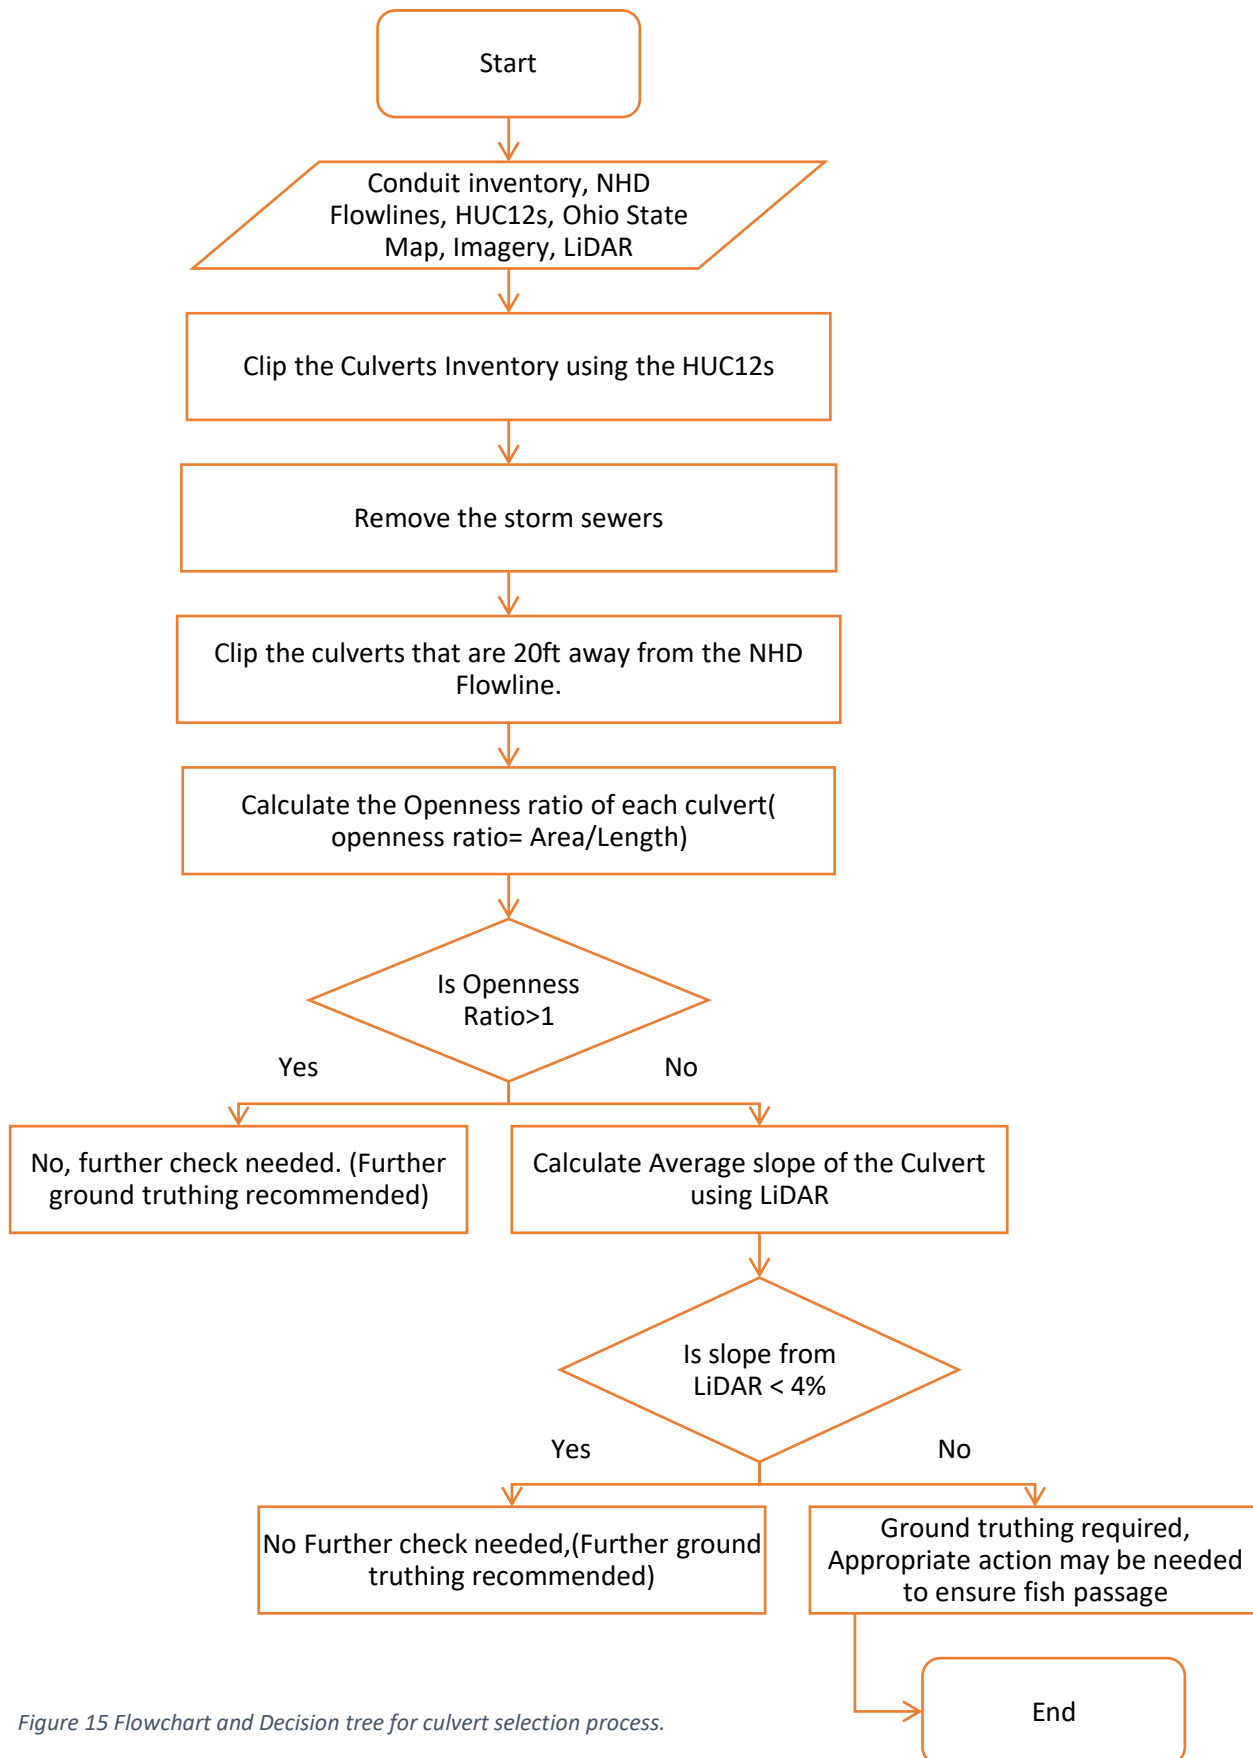 Start
Conduit inventory, NHD
Flowlines, HUC12s, Ohio State
Map, Imagery, LiDAR
Clip the Culverts Inventory using the HUC12s
Remove the storm sewers
Clip the culverts that are 20ft away from the NHD
Flowline.
Calculate the Openness ratio of each culvert(
openness ratio= Area/Length)
Is Openness
Ratio>1
Yes
No
No, further check needed. (Further
ground truthing recommended)
Calculate Average slope of the Culvert
using LiDAR
Is slope from
LiDAR < 4%
Yes
No
No Further check needed,(Further ground
truthing recommended)
Ground truthing required,
Appropriate action may be needed
to ensure fish passage
End
Figure 15 Flowchart and Decision tree for culvert selection process.